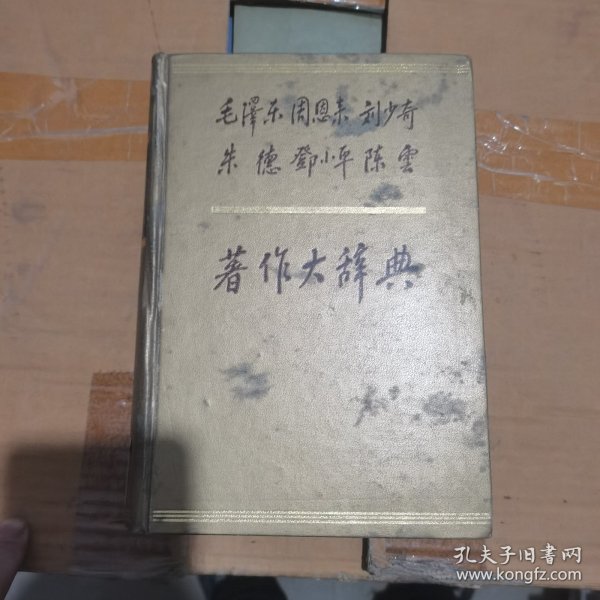 毛澤东 周恩来 刘少奇
朱德 鄧小平 陈雲
著作大辞典
孔夫子旧书网
www.kongfz.com